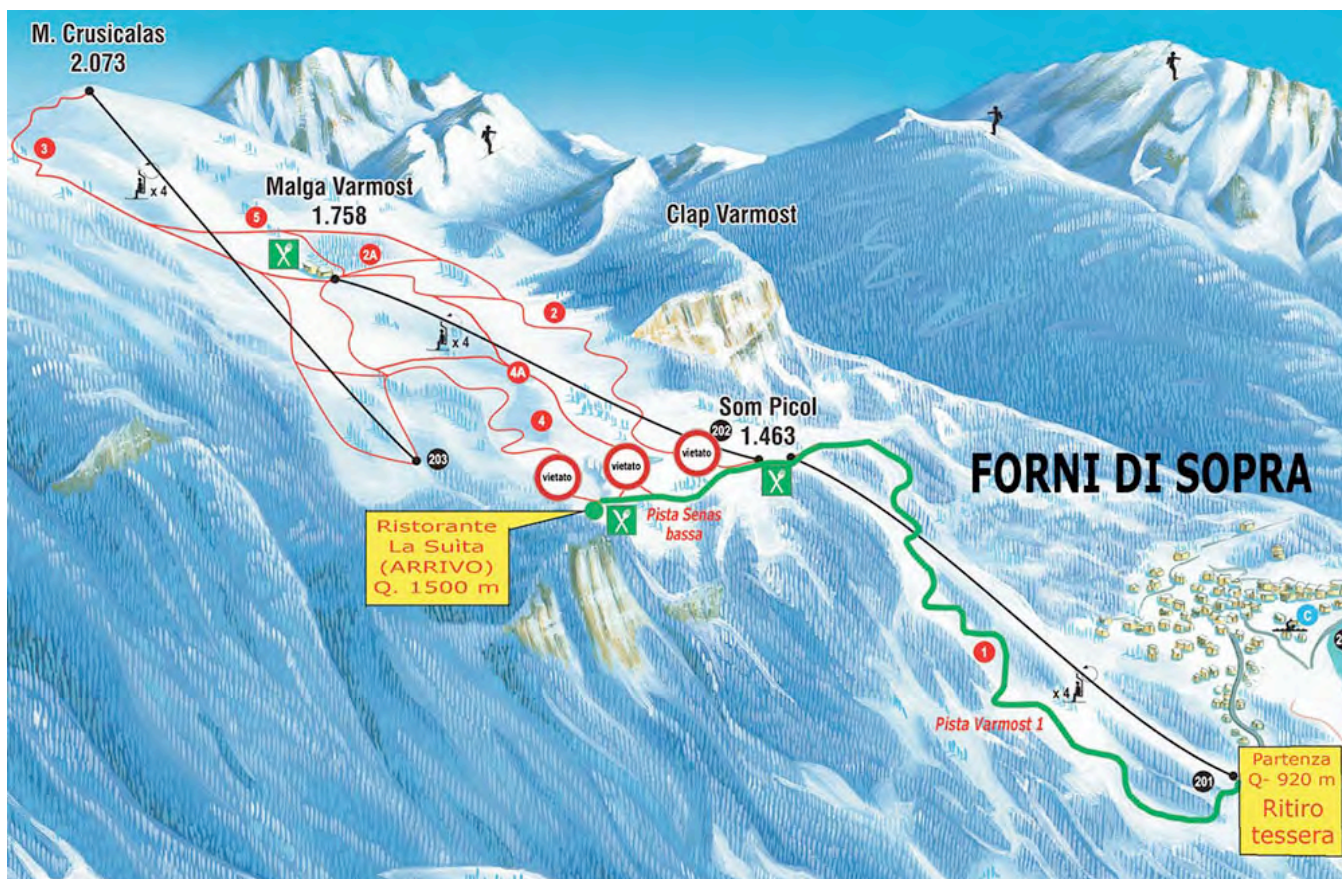 M. Crusicalas
2.073
3
x 4
5
Malga Varmost
1.758
2A
Clap Varmost
2
x 4
4A
4
203
202
Som Picol
1.463
vietato
vietato
vietato
FORNI DI SOPRA
Ristorante
La Suìta
(ARRIVO)
Q. 1500 m
Pista Senas
bassa
C
1
x 4
Pista Varmost 1
201
Partenza
Q- 920 m
Ritiro
tessera